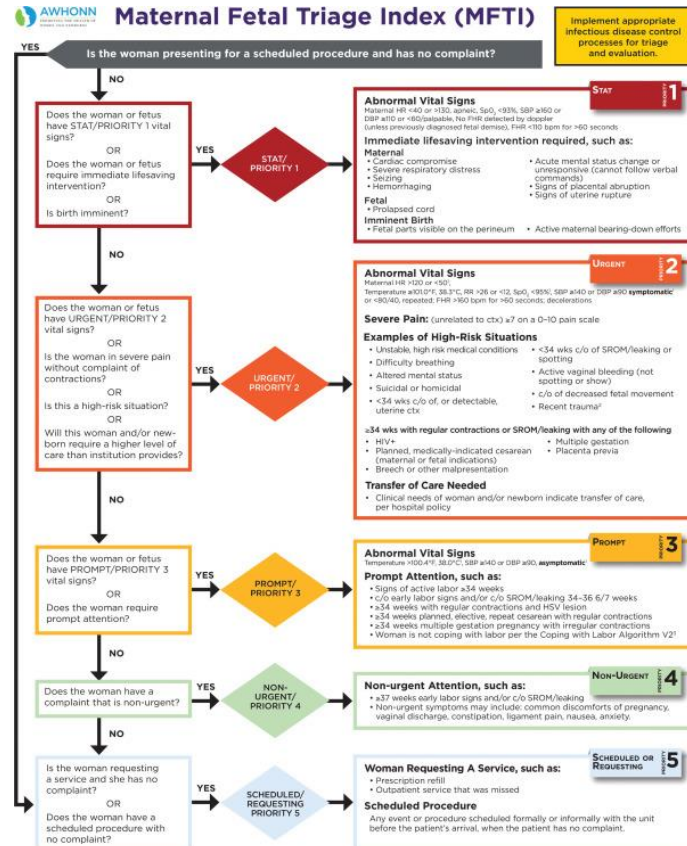 AWHONN
Maternal Fetal Triage Index (MFTI)
Implement appropriate
infectious disease control
processes for triage
and evaluation.
YES
Is the woman presenting for a scheduled procedure and has no complaint?
NO
Does the woman or fetus
have STAT/PRIORITY 1 vital
signs?
OR
Does the woman or fetus
require immediate lifesaving
intervention?
OR
Is birth imminent?
YES
STAT/
PRIORITY 1
STAT
PRIORITY 1
Abnormal Vital Signs
Maternal HR <40 or >130, apneic, SpO₂ <93%, SBP ≥160 or
DBP ≥110 or <60/palpable, No FHR detected by doppler
(unless previously diagnosed fetal demise), FHR <110 bpm for >60 seconds
Immediate lifesaving intervention required, such as:
Maternal
• Cardiac compromise
• Severe respiratory distress
• Seizing
• Hemorrhaging
• Acute mental status change or
unresponsive (cannot follow verbal
commands)
• Signs of placental abruption
• Signs of uterine rupture
Fetal
• Prolapsed cord
Imminent Birth
• Fetal parts visible on the perineum
• Active maternal bearing-down efforts
NO
Does the woman or fetus
have URGENT/PRIORITY 2
vital signs?
OR
Is the woman in severe pain
without complaint of
contractions?
OR
Is this a high-risk situation?
OR
Will this woman and/or new-
born require a higher level of
care than institution provides?
YES
URGENT/
PRIORITY 2
URGENT
PRIORITY 2
Abnormal Vital Signs
Maternal HR >120 or <50¹,
Temperature ≥101.0°F, 38.3°C, RR >26 or <12, SpO₂ <95%¹, SBP ≥140 or DBP ≥90 symptomatic¹
or <80/40, repeated; FHR >160 bpm for >60 seconds; decelerations
Severe Pain: (unrelated to ctx) ≥7 on a 0–10 pain scale
Examples of High-Risk Situations
• Unstable, high risk medical conditions
• Difficulty breathing
• Altered mental status
• Suicidal or homicidal
• <34 wks c/o of, or detectable,
uterine ctx
• <34 wks c/o of SROM/leaking or
spotting
• Active vaginal bleeding (not
spotting or show)
• c/o of decreased fetal movement
• Recent trauma²
≥34 wks with regular contractions or SROM/leaking with any of the following
• HIV+
• Planned, medically-indicated cesarean
(maternal or fetal indications)
• Breech or other malpresentation
• Multiple gestation
• Placenta previa
Transfer of Care Needed
• Clinical needs of woman and/or newborn indicate transfer of care,
per hospital policy
NO
Does the woman or fetus
have PROMPT/PRIORITY 3
vital signs?
OR
Does the woman require
prompt attention?
YES
PROMPT/
PRIORITY 3
PROMPT
PRIORITY 3
Abnormal Vital Signs
Temperature >100.4°F, 38.0°C¹, SBP ≥140 or DBP ≥90, asymptomatic¹
Prompt Attention, such as:
• Signs of active labor ≥34 weeks
• c/o early labor signs and/or c/o SROM/leaking 34–36 6/7 weeks
• ≥34 weeks with regular contractions and HSV lesion
• ≥34 weeks planned, elective, repeat cesarean with regular contractions
• ≥34 weeks multiple gestation pregnancy with irregular contractions
• Woman is not coping with labor per the Coping with Labor Algorithm V2³
NO
Does the woman have a
complaint that is non-urgent?
YES
NON-
URGENT/
PRIORITY 4
NON-URGENT
PRIORITY 4
Non-urgent Attention, such as:
• ≥37 weeks early labor signs and/or c/o SROM/leaking
• Non-urgent symptoms may include: common discomforts of pregnancy,
vaginal discharge, constipation, ligament pain, nausea, anxiety.
NO
Is the woman requesting
a service and she has no
complaint?
OR
Does the woman have a
scheduled procedure with
no complaint?
YES
SCHEDULED/
REQUESTING
PRIORITY 5
SCHEDULED OR
REQUESTING
PRIORITY 5
Woman Requesting A Service, such as:
• Prescription refill
• Outpatient service that was missed
Scheduled Procedure
Any event or procedure scheduled formally or informally with the unit
before the patient's arrival, when the patient has no complaint.